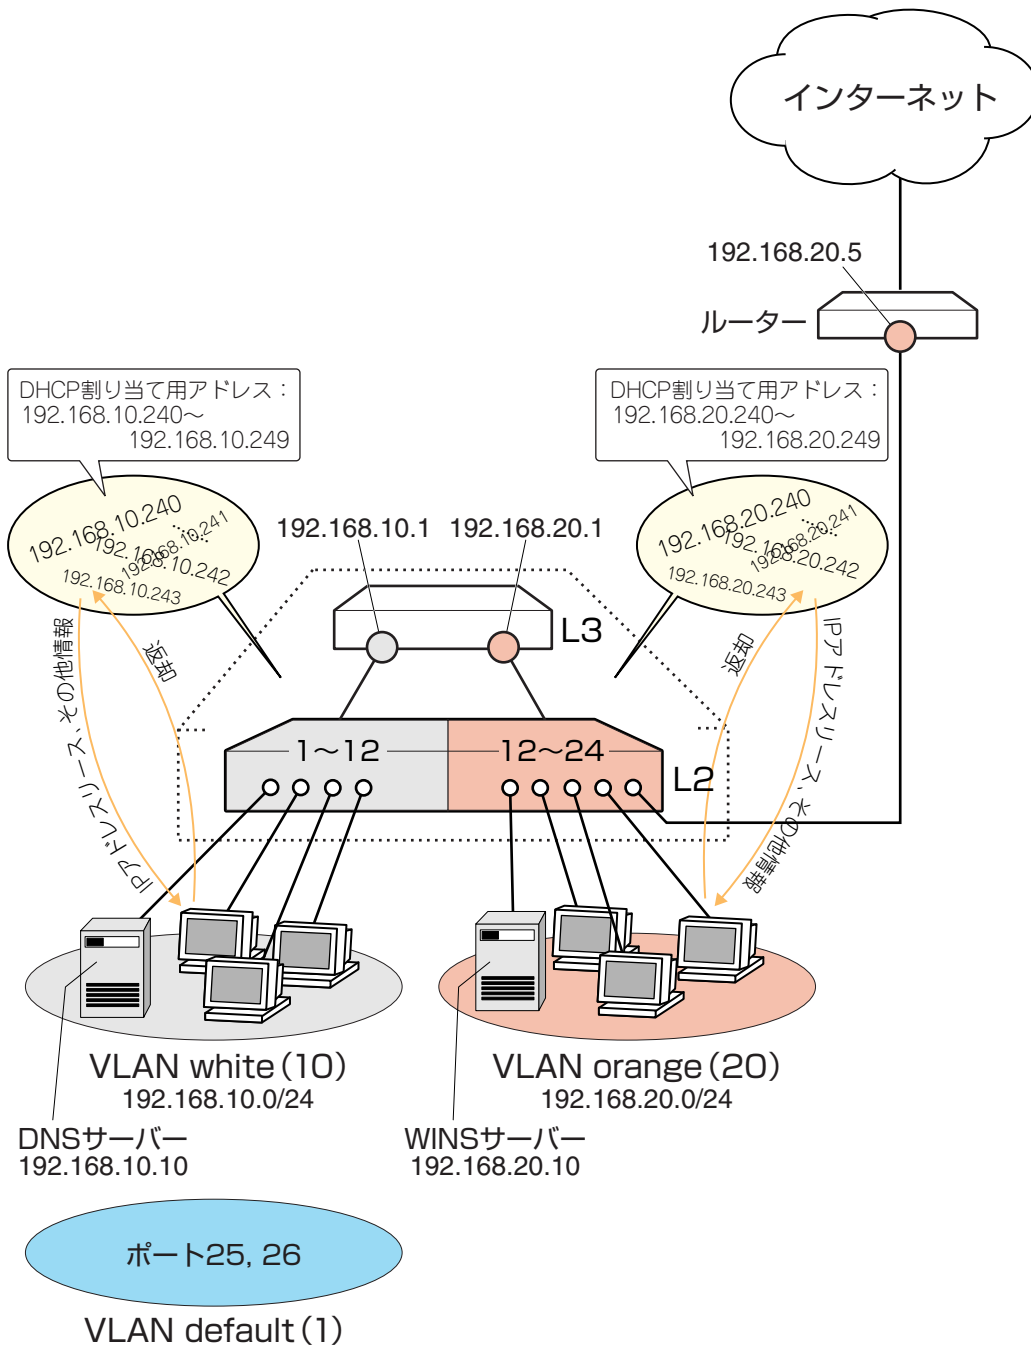 インターネット
192.168.20.5
ルーター
DHCP割り当て用アドレス：
192.168.10.240～
192.168.10.249
DHCP割り当て用アドレス：
192.168.20.240～
192.168.20.249
192.168.10.240
192.168.10.241
192.168.10.242
192.168.10.243
192.168.20.240
192.168.20.241
192.168.20.242
192.168.20.243
192.168.10.1
192.168.20.1
L3
IPアドレスリース、その他情報
返却
返却
IPアドレスリース、その他情報
1～12
12～24
L2
VLAN white（10）
192.168.10.0/24
VLAN orange（20）
192.168.20.0/24
DNSサーバー
192.168.10.10
WINSサーバー
192.168.20.10
ポート25, 26
VLAN default（1）